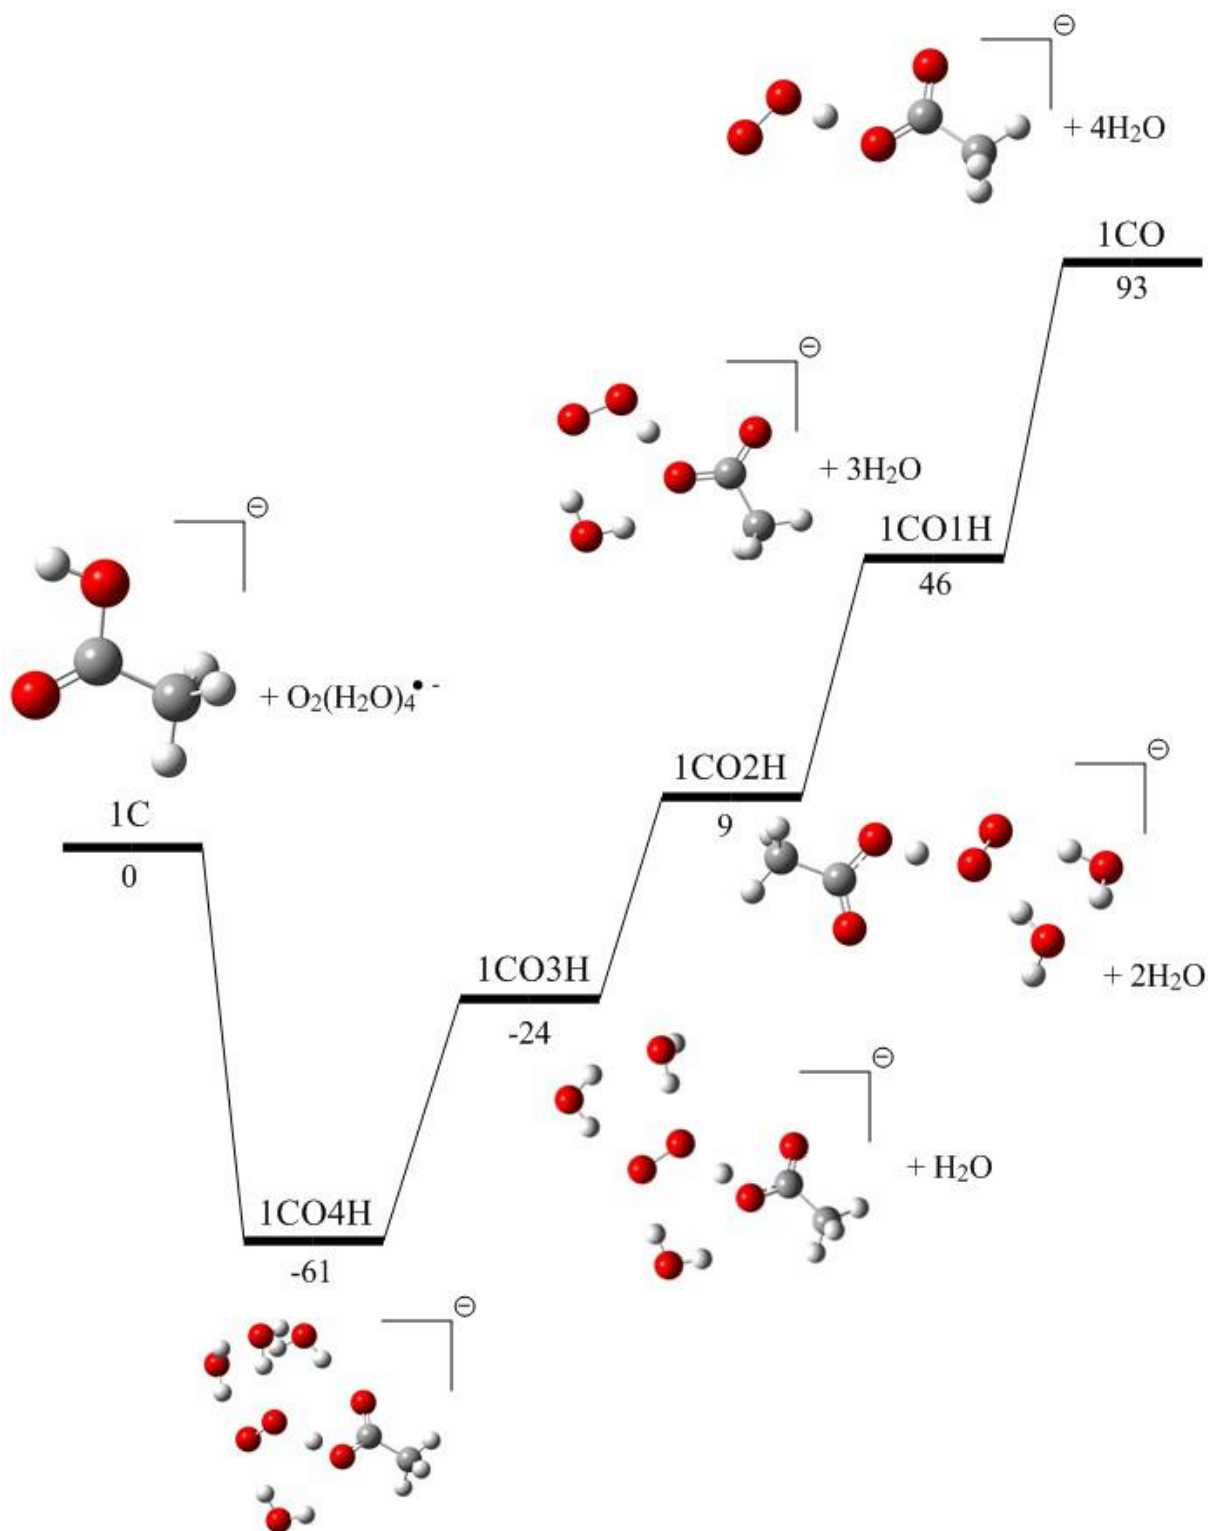 ⊖
+ 4H₂O
1CO
93
⊖
+ 3H₂O
1CO1H
46
⊖
+ O₂(H₂O)₄•-
1C
0
1CO2H
9
⊖
+ 2H₂O
1CO3H
-24
⊖
+ H₂O
1CO4H
-61
⊖